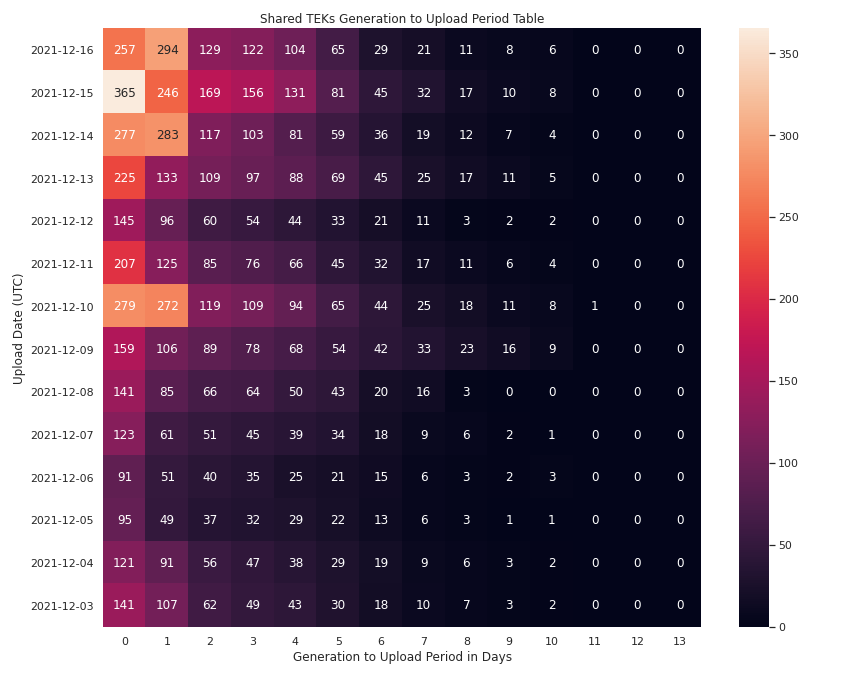 Shared TEKs Generation to Upload Period Table
Upload Date (UTC)
2021-12-16 257 294 129 122 104 65 29 21 11 8 6 0 0 0
2021-12-15 365 246 169 156 131 81 45 32 17 10 8 0 0 0
2021-12-14 277 283 117 103 81 59 36 19 12 7 4 0 0 0
2021-12-13 225 133 109 97 88 69 45 25 17 11 5 0 0 0
2021-12-12 145 96 60 54 44 33 21 11 3 2 2 0 0 0
2021-12-11 207 125 85 76 66 45 32 17 11 6 4 0 0 0
2021-12-10 279 272 119 109 94 65 44 25 18 11 8 1 0 0
2021-12-09 159 106 89 78 68 54 42 33 23 16 9 0 0 0
2021-12-08 141 85 66 64 50 43 20 16 3 0 0 0 0 0
2021-12-07 123 61 51 45 39 34 18 9 6 2 1 0 0 0
2021-12-06 91 51 40 35 25 21 15 6 3 2 3 0 0 0
2021-12-05 95 49 37 32 29 22 13 6 3 1 1 0 0 0
2021-12-04 121 91 56 47 38 29 19 9 6 3 2 0 0 0
2021-12-03 141 107 62 49 43 30 18 10 7 3 2 0 0 0
0 1 2 3 4 5 6 7 8 9 10 11 12 13
Generation to Upload Period in Days
350
300
250
200
150
100
50
0